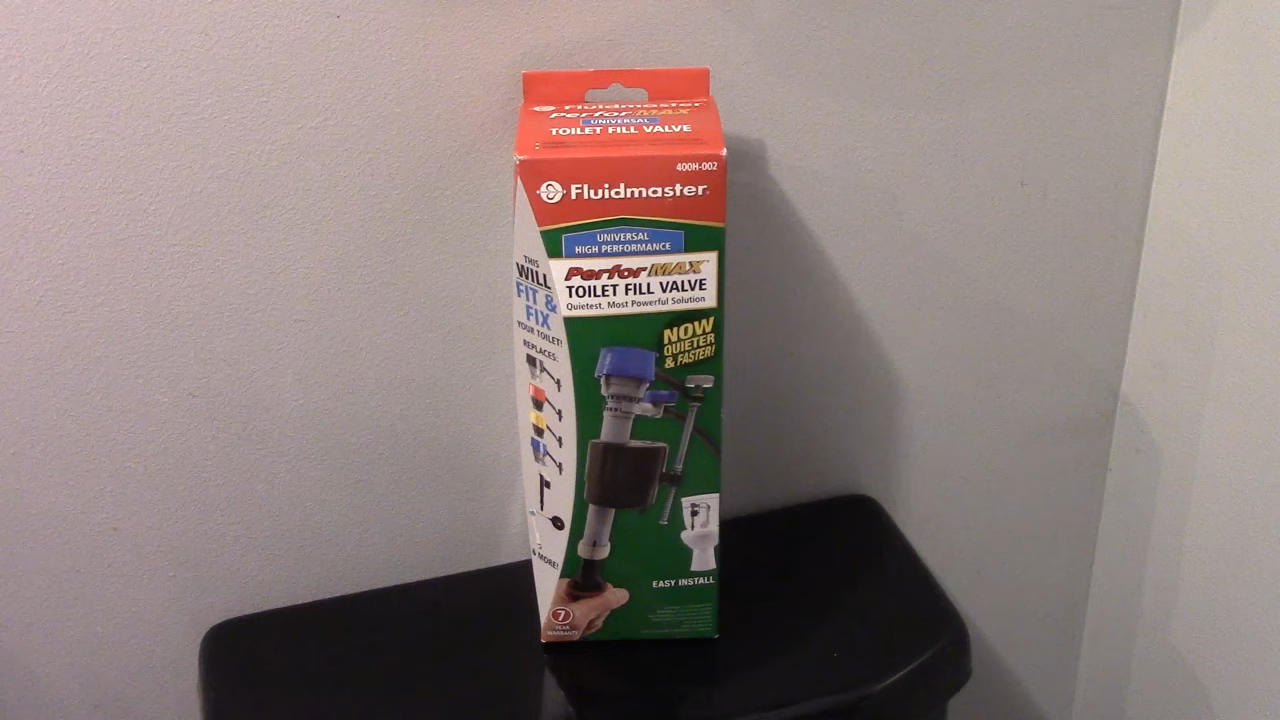 Fluidmaster
PerforMAX
UNIVERSAL
TOILET FILL VALVE
400H-002
Fluidmaster
UNIVERSAL
HIGH PERFORMANCE
PerforMAX™
TOILET FILL VALVE
Quietest, Most Powerful Solution
THIS
WILL
FIT &
FIX
YOUR TOILET!
REPLACES:
& MORE!
NOW
QUIETER
& FASTER!
EASY INSTALL
7
YEAR
WARRANTY